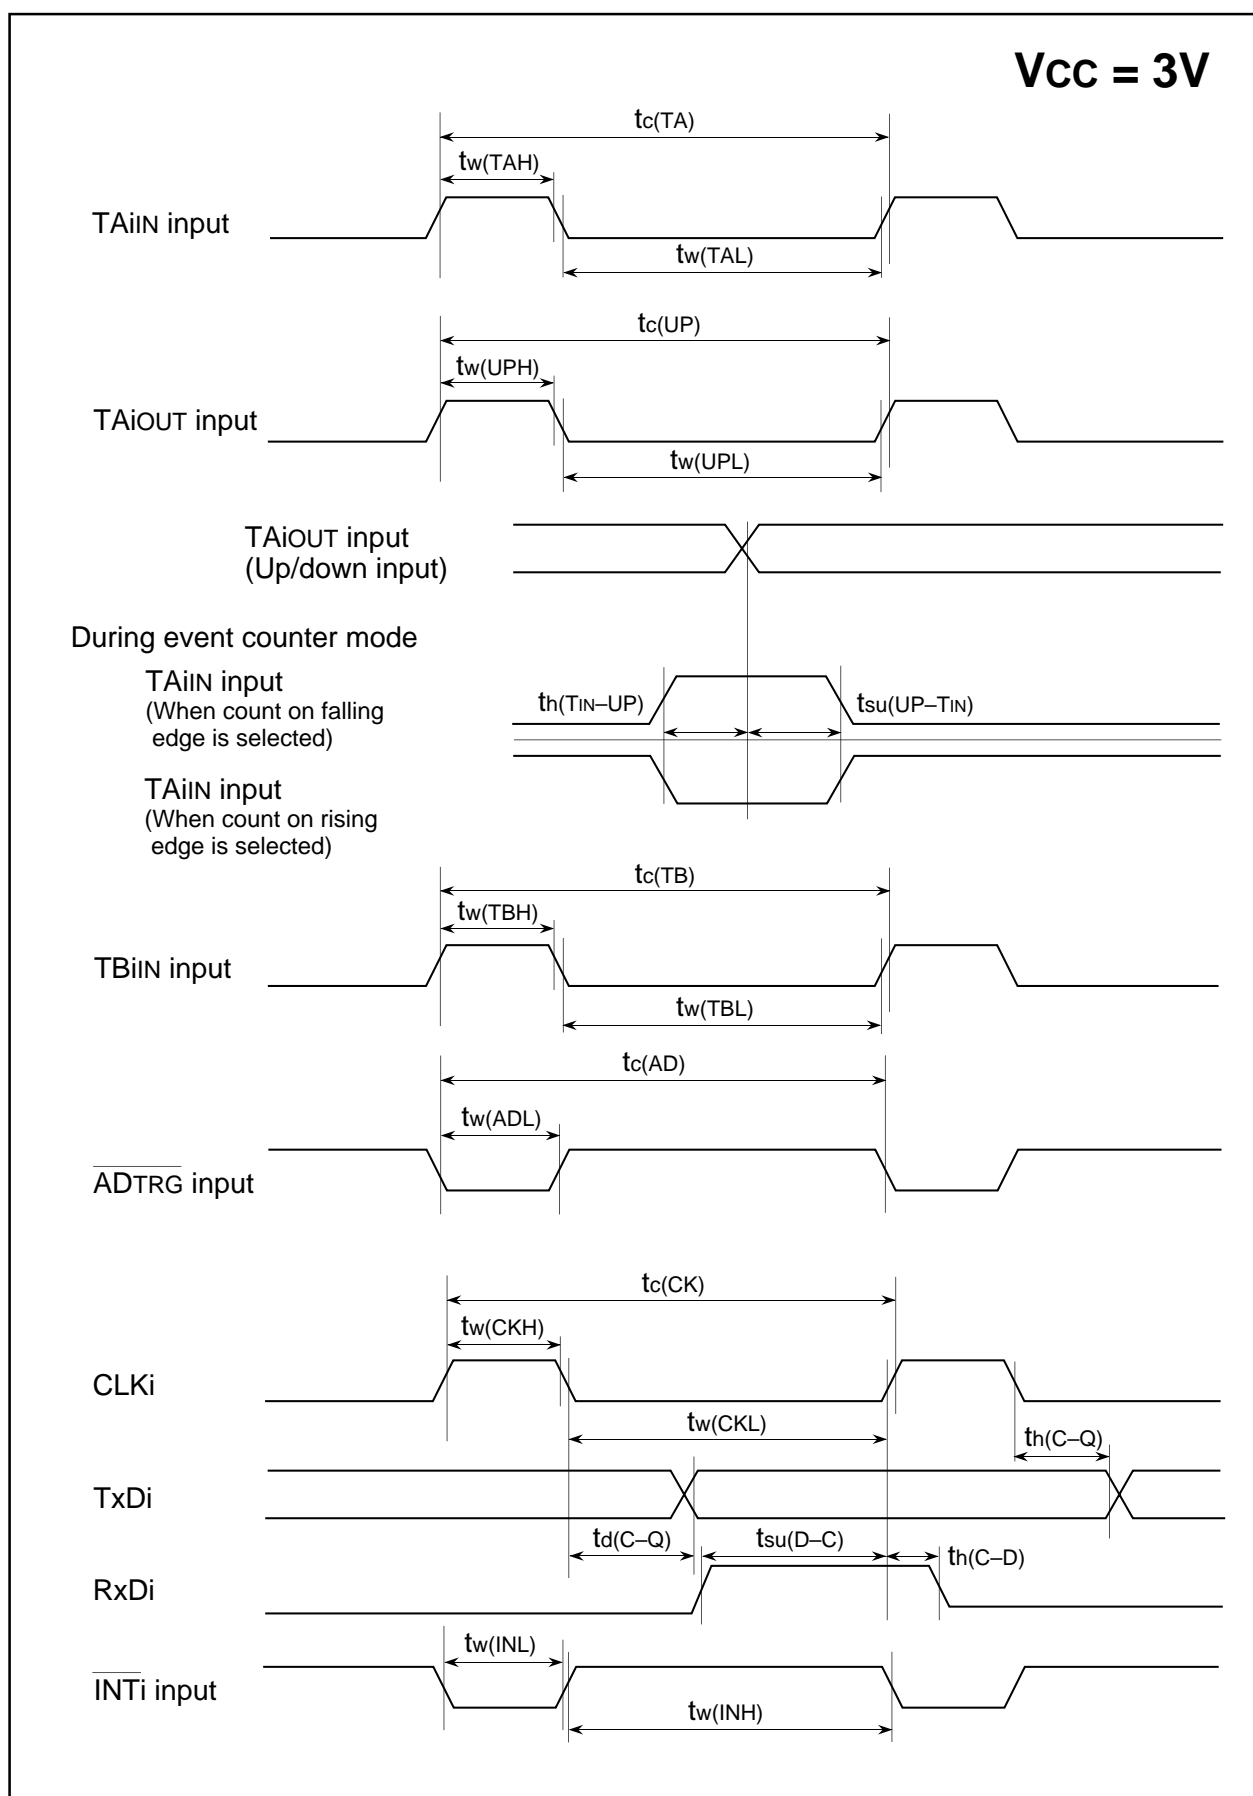 VCC = 3V
tc(TA)
tw(TAH)
TAiIN input
tw(TAL)
tc(UP)
tw(UPH)
TAiOUT input
tw(UPL)
TAiOUT input
(Up/down input)
During event counter mode
TAiIN input
(When count on falling
edge is selected)
th(TIN–UP)
tsu(UP–TIN)
TAiIN input
(When count on rising
edge is selected)
tc(TB)
tw(TBH)
TBiIN input
tw(TBL)
tc(AD)
tw(ADL)
ADTRG input
tc(CK)
tw(CKH)
CLKi
tw(CKL)
th(C–Q)
TxDi
td(C–Q)
tsu(D–C)
th(C–D)
RxDi
tw(INL)
INTi input
tw(INH)